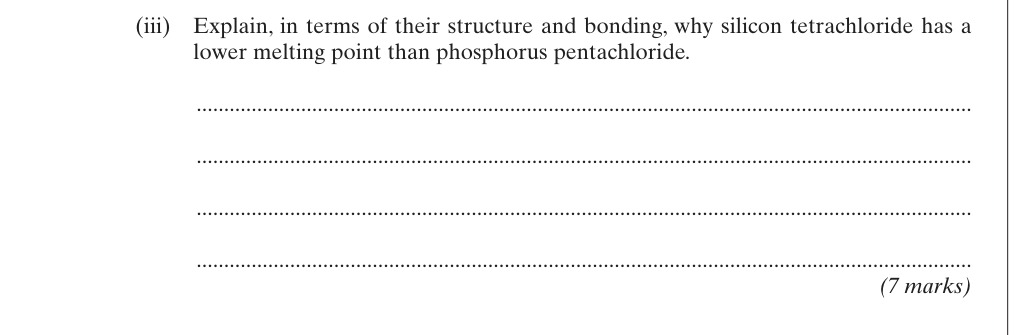 (iii) Explain, in terms of their structure and bonding, why silicon tetrachloride has a
lower melting point than phosphorus pentachloride.
................................................................................
................................................................................
................................................................................
................................................................................
(7 marks)